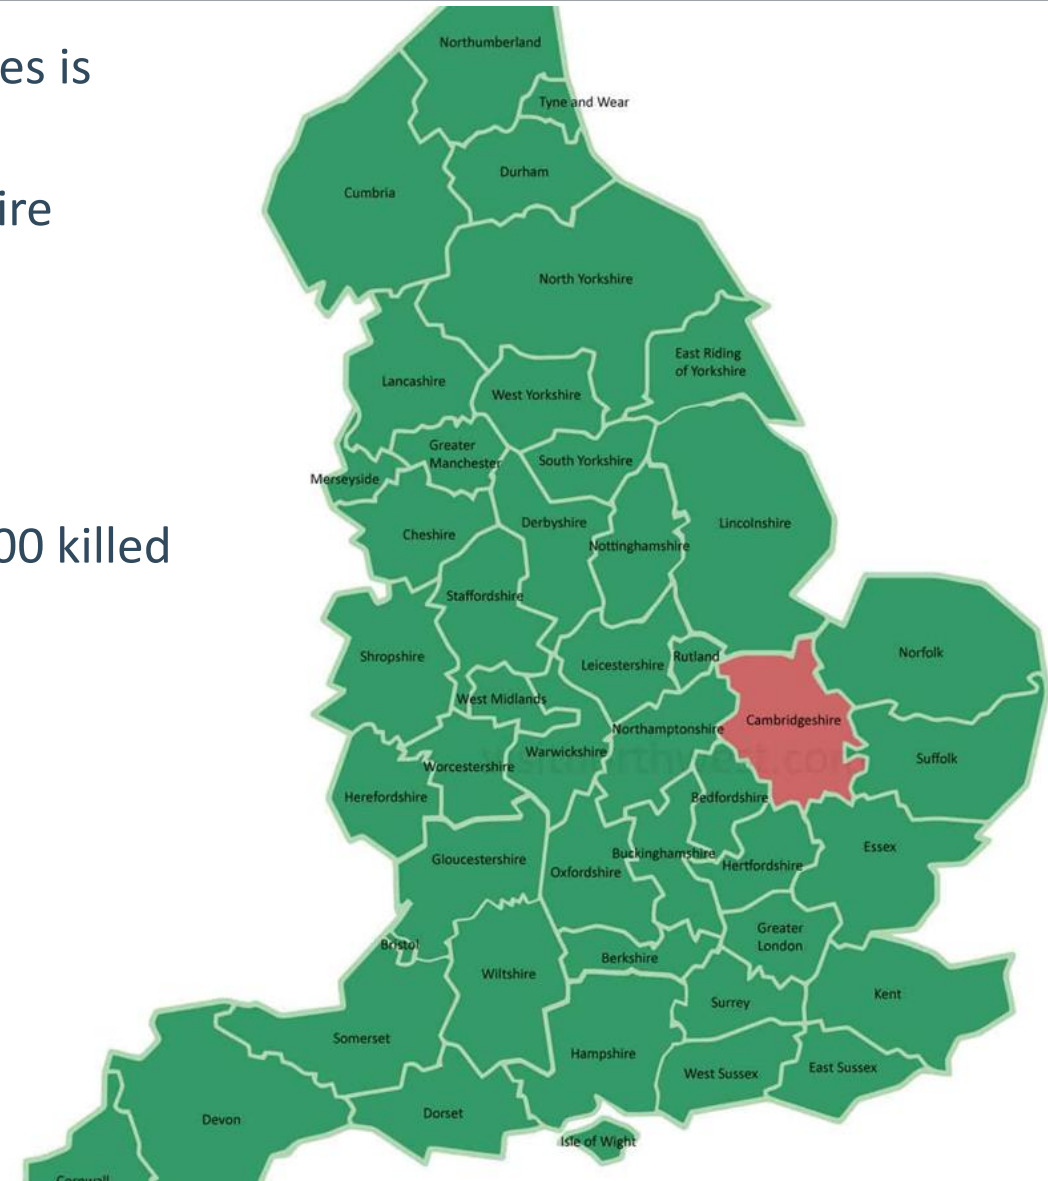 es is
ire
00 killed
Northumberland
Tyne and Wear
Durham
Cumbria
North Yorkshire
East Riding
of Yorkshire
Lancashire
West Yorkshire
Greater
Manchester
South Yorkshire
Merseyside
Derbyshire
Lincolnshire
Cheshire
Nottinghamshire
Staffordshire
Norfolk
Shropshire
Leicestershire
Rutland
West Midlands
Cambridgeshire
Northamptonshire
Warwickshire
Suffolk
Worcestershire
Herefordshire
Bedfordshire
Essex
Buckinghamshire
Gloucestershire
Hertfordshire
Oxfordshire
Greater
London
Bristol
Berkshire
Wiltshire
Kent
Surrey
Somerset
Hampshire
East Sussex
West Sussex
Dorset
Devon
Isle of Wight
Cornwall